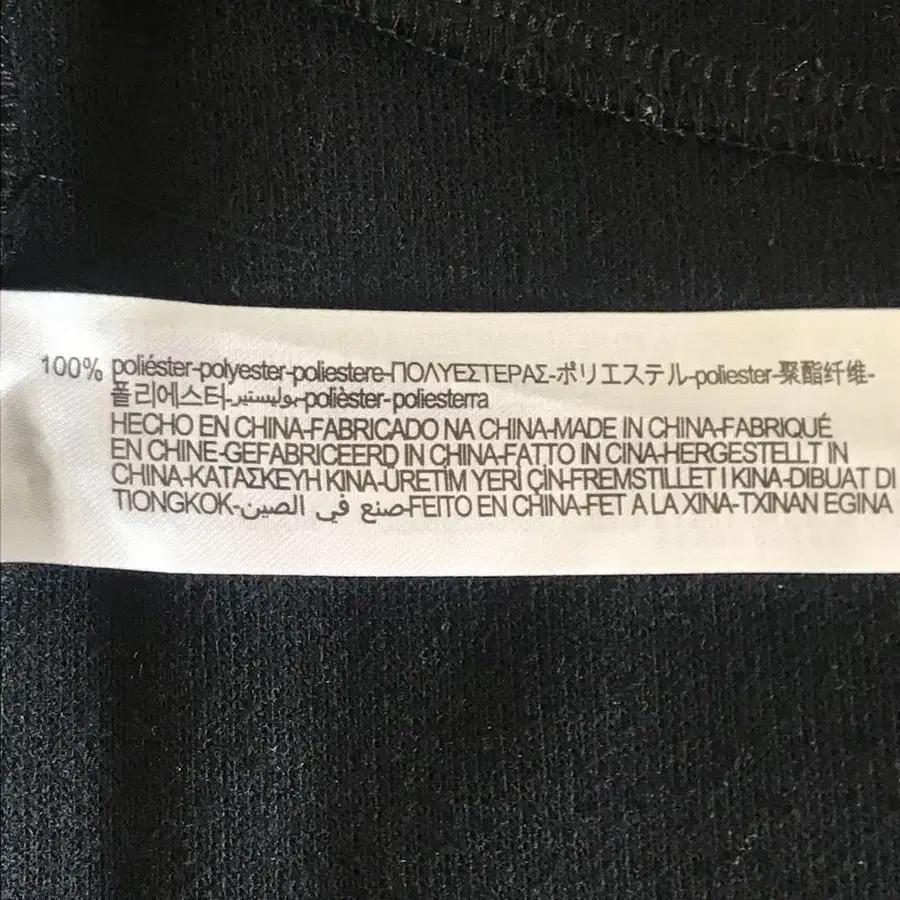 100% poliéster-polyester-poliestere-ΠΟΛΥΕΣΤΕΡΑΣ-ポリエステル-poliester-聚酯纤维-
폴리에스터-بوليستير-polièster-poliesterra
HECHO EN CHINA-FABRICADO NA CHINA-MADE IN CHINA-FABRIQUÉ
EN CHINE-GEFABRICEERD IN CHINA-FATTO IN CINA-HERGESTELLT IN
CHINA-ΚΑΤΑΣΚΕΥΗ ΚΙΝΑ-ÜRETİM YERİ ÇİN-FREMSTILLET I KINA-DIBUAT DI
TIONGKOK-صنع في الصين-FEITO EN CHINA-FET A LA XINA-TXINAN EGINA